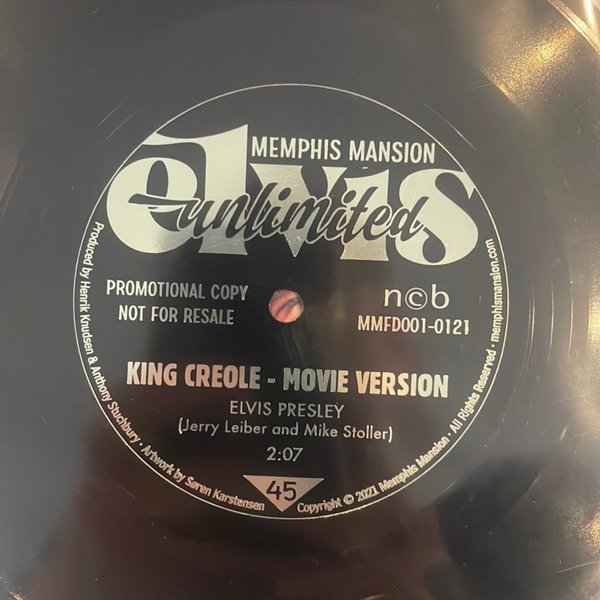 MEMPHIS MANSION
elvis
unlimited
PROMOTIONAL COPY
NOT FOR RESALE
n©b
MMFD001-0121
KING CREOLE - MOVIE VERSION
ELVIS PRESLEY
(Jerry Leiber and Mike Stoller)
2:07
45
Produced by Henrik Knudsen & Anthony Stuchbury • Artwork by Søren Karstensen
Copyright © 2021 Memphis Mansion • All Rights Reserved • memphismansion.com